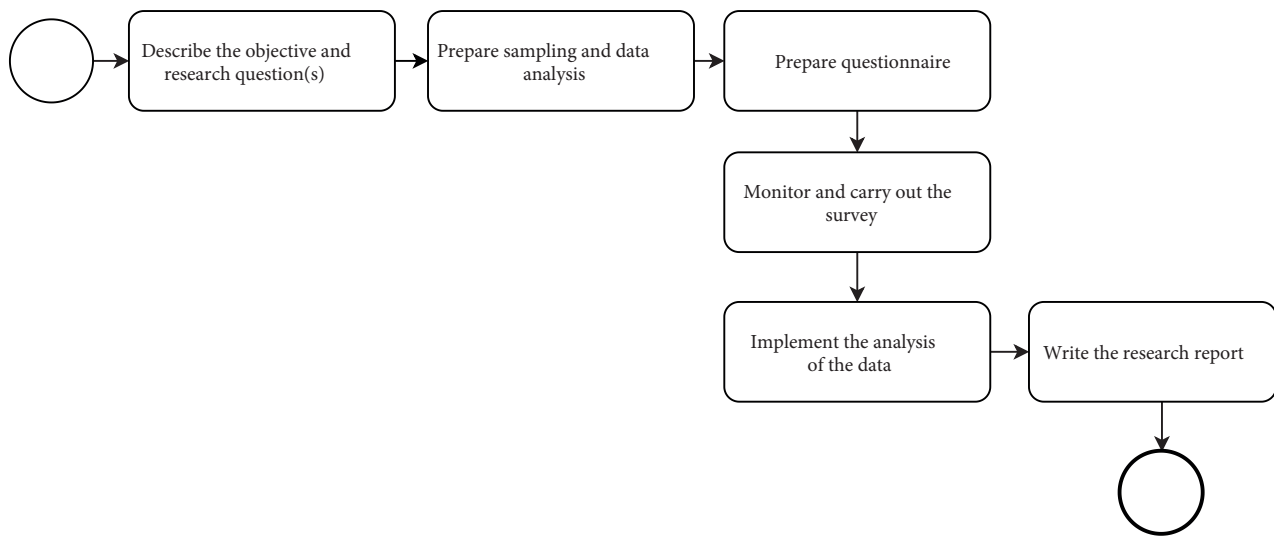 Describe the objective and
research question(s)
Prepare sampling and data
analysis
Prepare questionnaire
Monitor and carry out the
survey
Implement the analysis
of the data
Write the research report